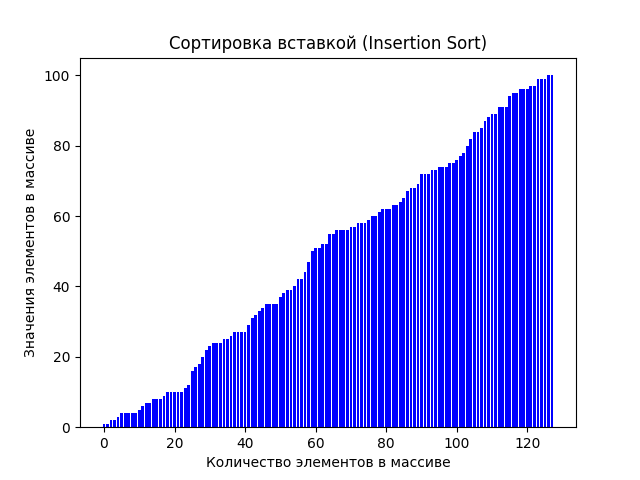 Сортировка вставкой (Insertion Sort)
Значения элементов в массиве
100
80
60
40
20
0
0 20 40 60 80 100 120
Количество элементов в массиве